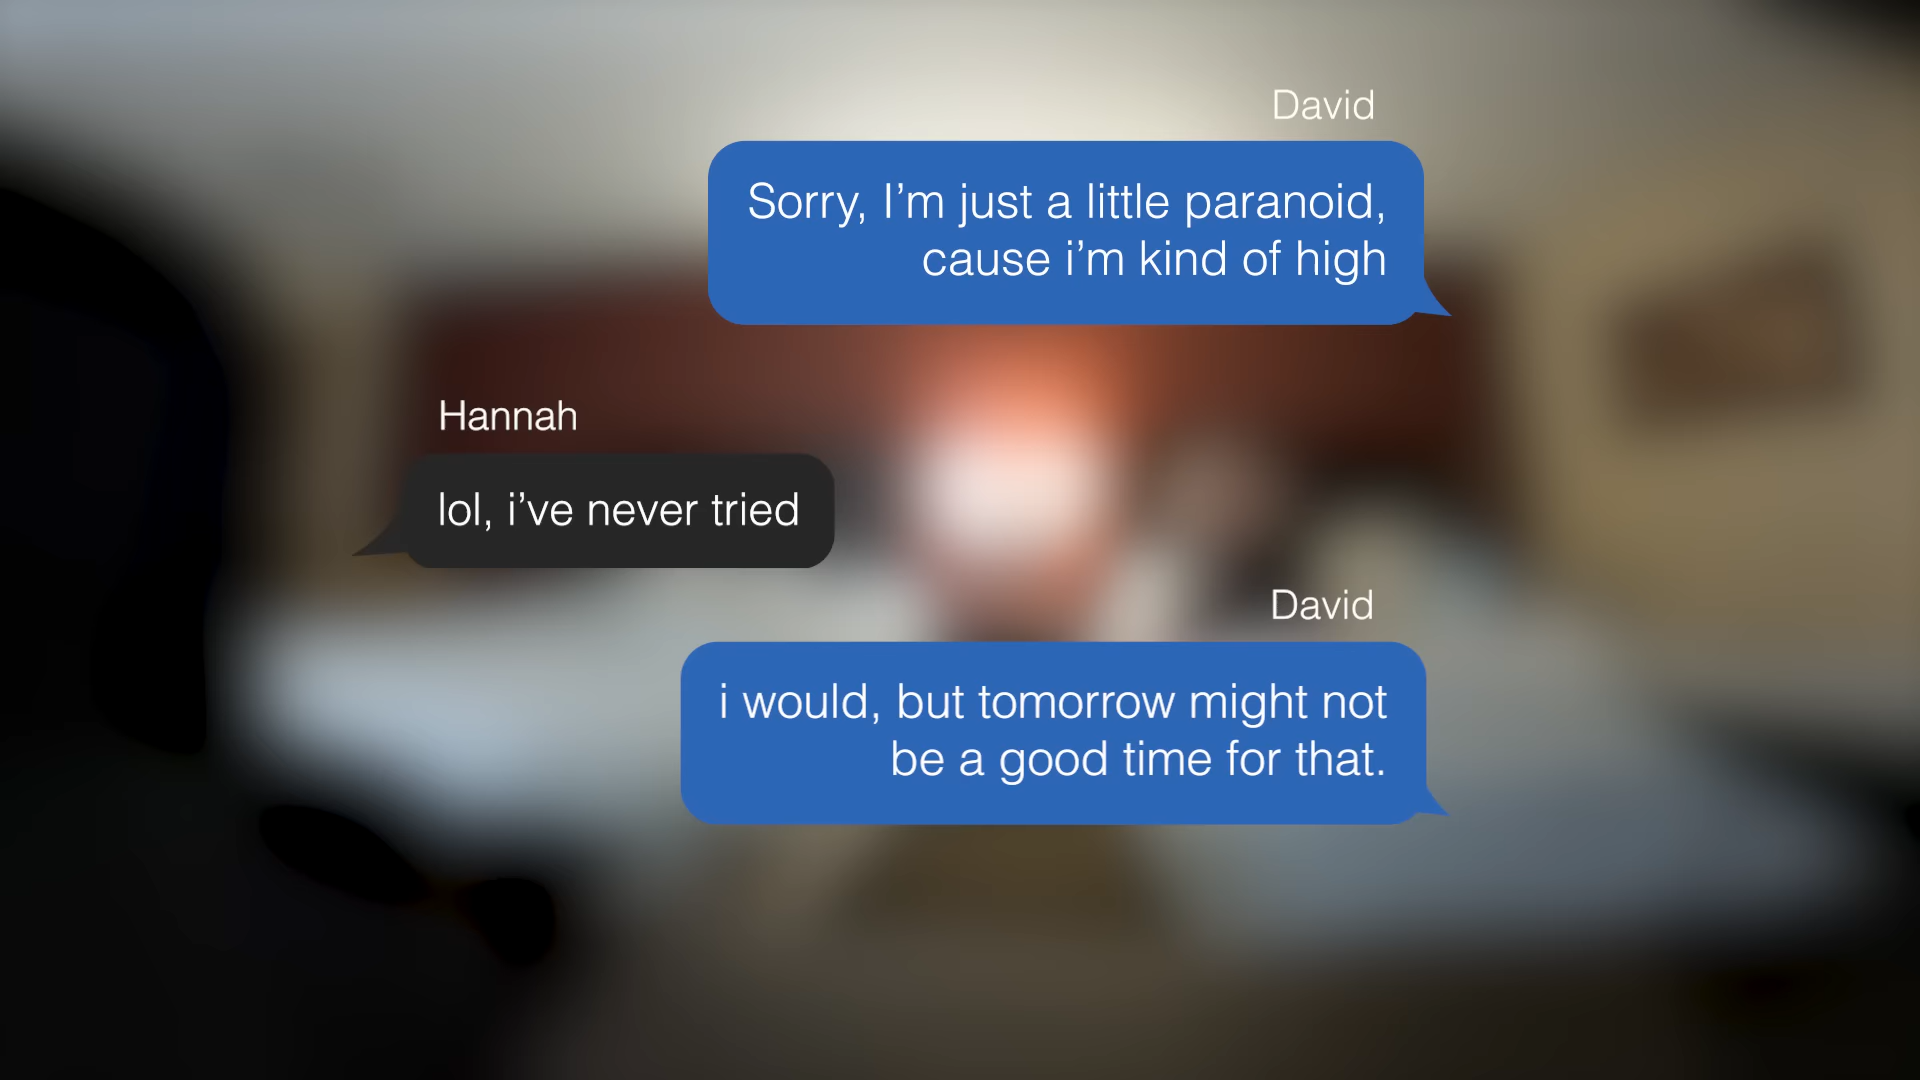 David
Sorry, I’m just a little paranoid,
cause i’m kind of high
Hannah
lol, i’ve never tried
David
i would, but tomorrow might not
be a good time for that.